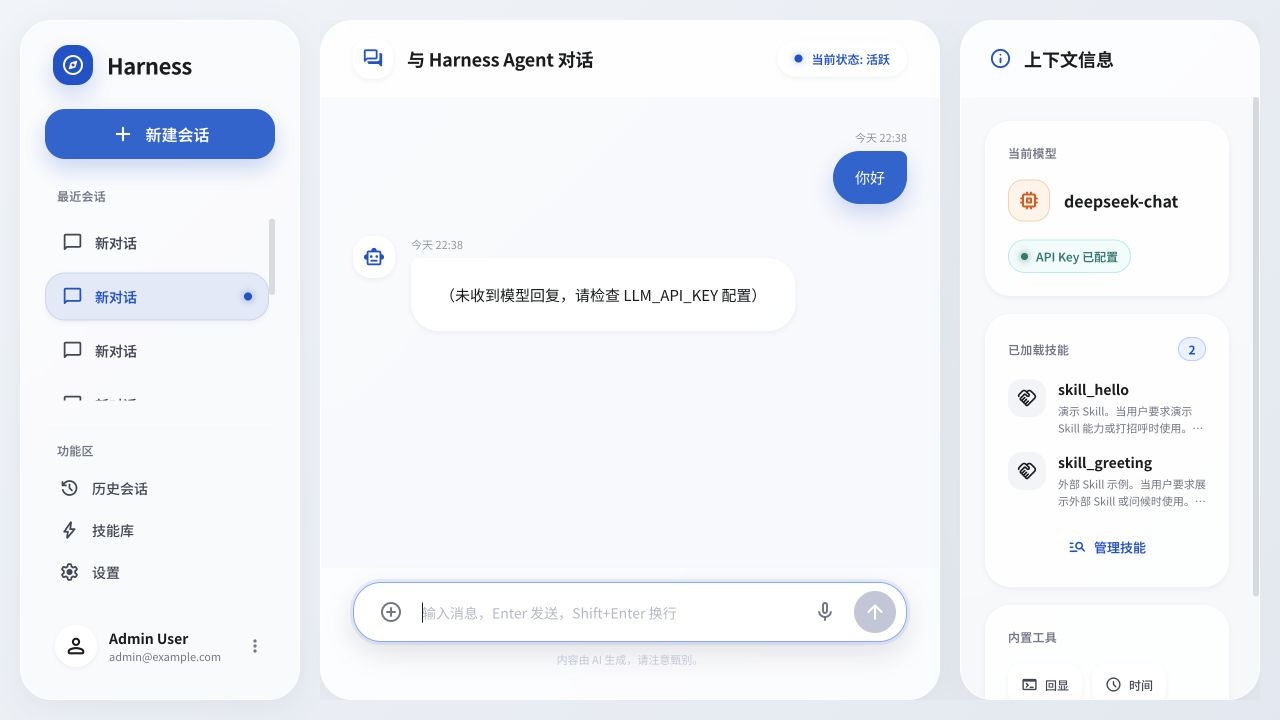 Harness
新建会话
最近会话
新对话
新对话
新对话
功能区
历史会话
技能库
设置
Admin User
admin@example.com
与 Harness Agent 对话
当前状态: 活跃
今天 22:38
你好
今天 22:38
（未收到模型回复，请检查 LLM_API_KEY 配置）
输入消息，Enter 发送，Shift+Enter 换行
内容由 AI 生成，请注意甄别。
上下文信息
当前模型
deepseek-chat
API Key 已配置
已加载技能
2
skill_hello
演示 Skill。当用户要求演示
Skill 能力或打招呼时使用。…
skill_greeting
外部 Skill 示例。当用户要求展
示外部 Skill 或问候时使用。…
管理技能
内置工具
回显
时间